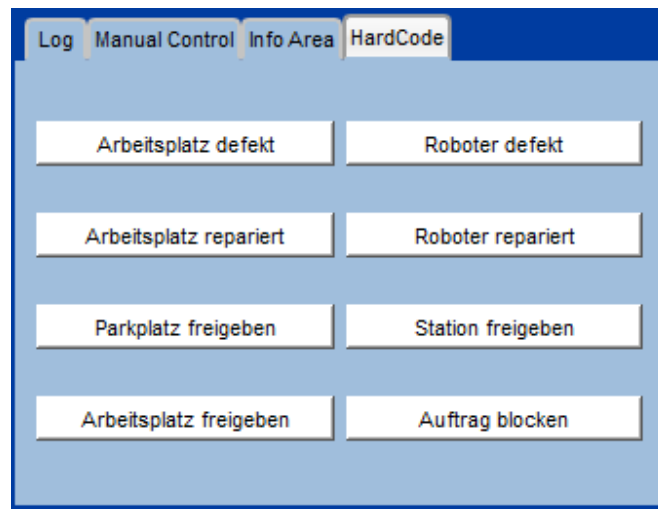 Log Manual Control Info Area HardCode
Arbeitsplatz defekt Roboter defekt
Arbeitsplatz repariert Roboter repariert
Parkplatz freigeben Station freigeben
Arbeitsplatz freigeben Auftrag blocken